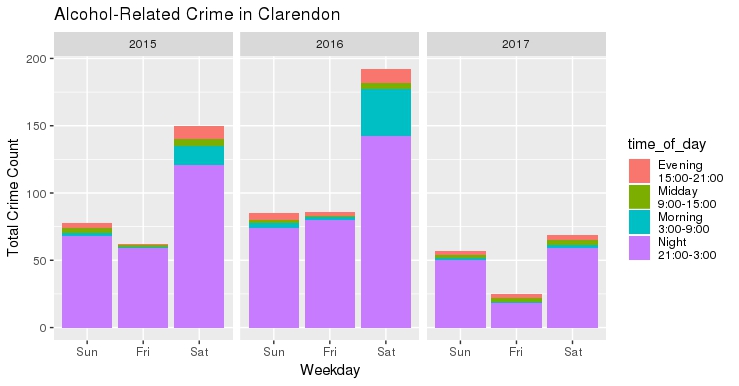 Alcohol-Related Crime in Clarendon
2015 2016 2017
200
150
100
50
0
Total Crime Count
Sun Fri Sat Sun Fri Sat Sun Fri Sat
Weekday
time_of_day
Evening
15:00-21:00
Midday
9:00-15:00
Morning
3:00-9:00
Night
21:00-3:00